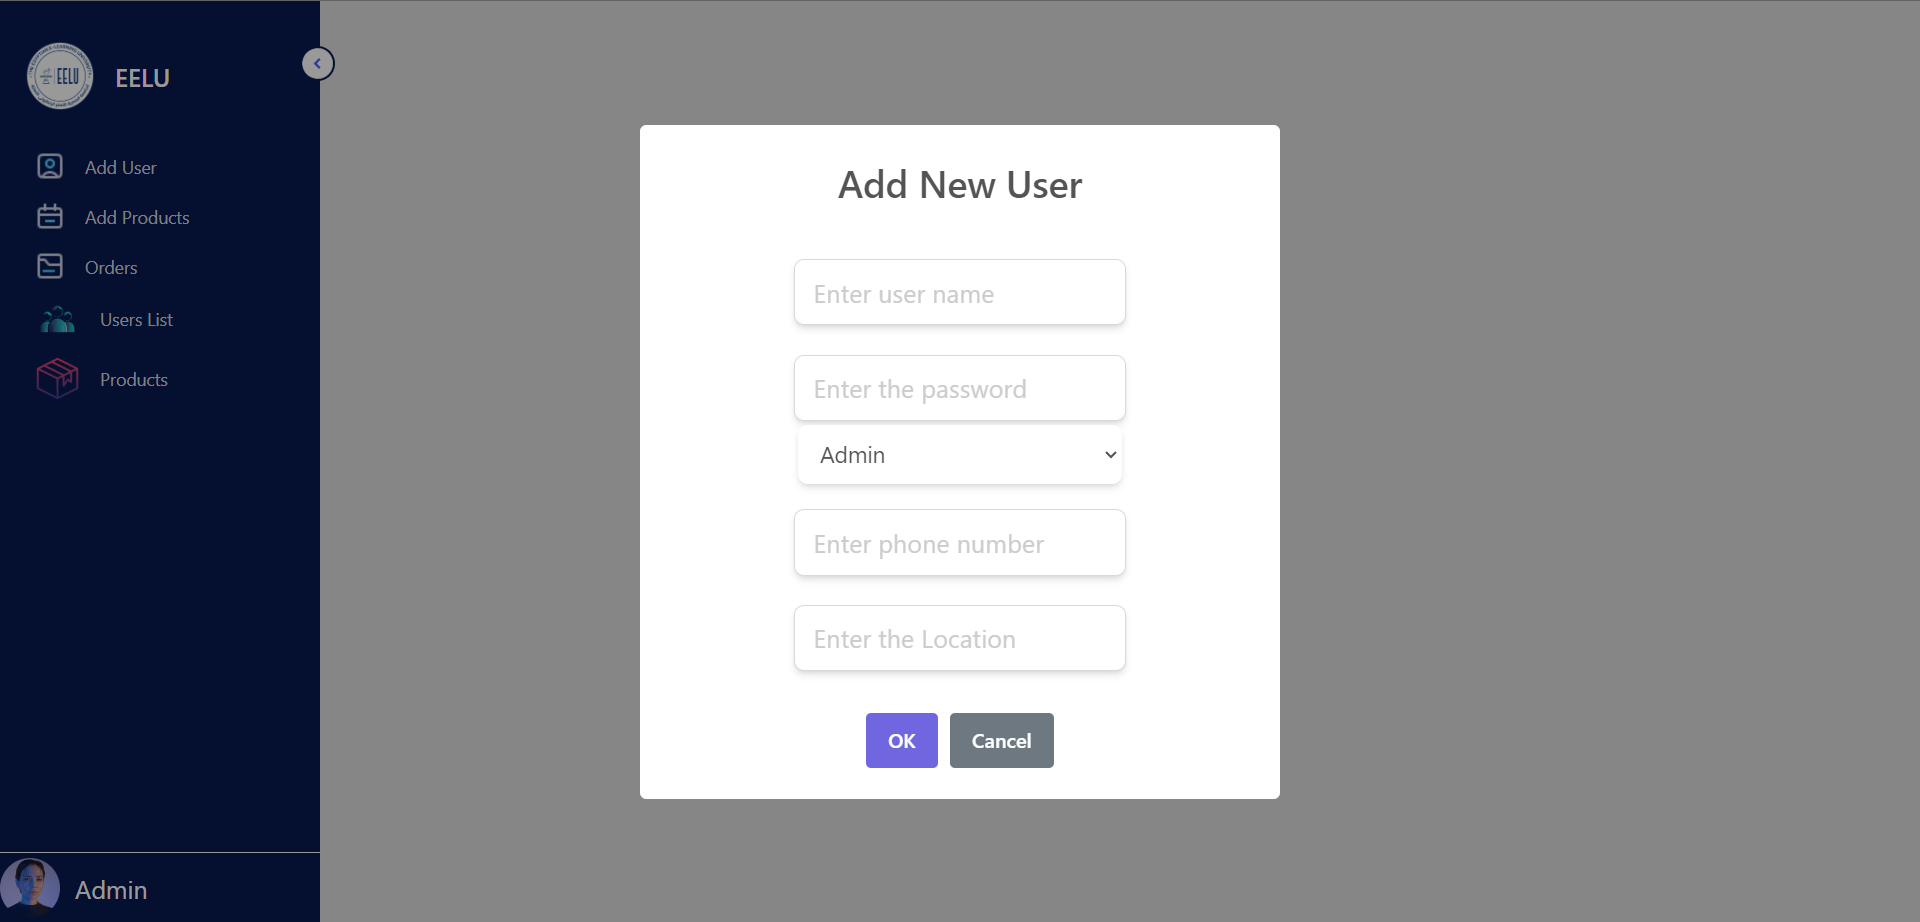 EELU
EELU
Add User
Add Products
Orders
Users List
Products
Admin
Add New User
Enter user name
Enter the password
Admin
Enter phone number
Enter the Location
OK
Cancel